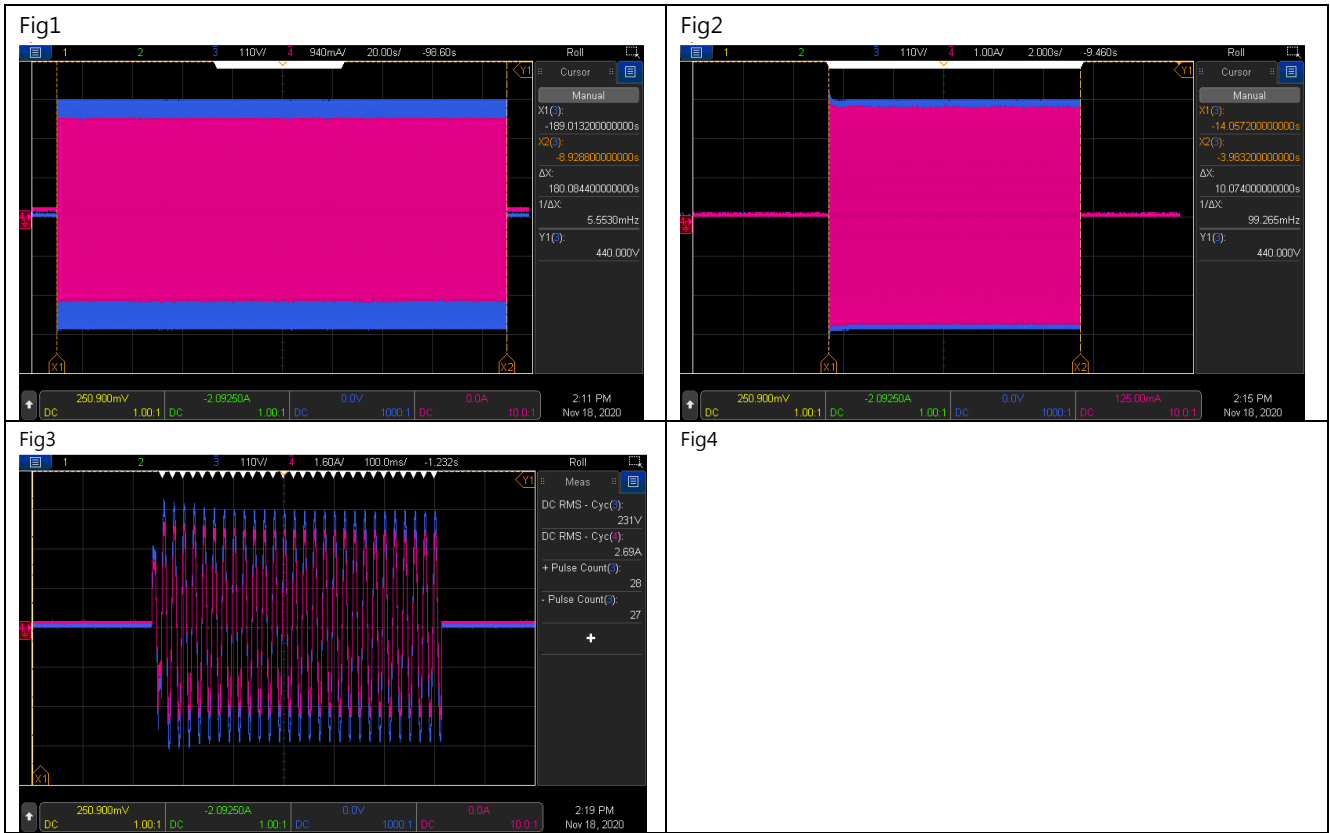 Fig1
1 2 3 110V/ 4 940mA/ 20.00s/ -98.60s Roll
Y1
Cursor
Manual
X1(3):
-189.013200000000s
X2(3):
-8.928800000000s
ΔX:
180.084400000000s
1/ΔX:
5.5530mHz
Y1(3):
440.000V
X1 X2
250.900mV -2.09250A 0.0V 0.0A 2:11 PM
DC 1.00:1 DC 1.00:1 DC 1000:1 DC 10.0:1 Nov 18, 2020
Fig2
1 2 3 110V/ 4 1.00A/ 2.000s/ -9.460s Roll
Y1
Cursor
Manual
X1(3):
-14.057200000000s
X2(3):
-3.983200000000s
ΔX:
10.074000000000s
1/ΔX:
99.265mHz
Y1(3):
440.000V
X1 X2
250.900mV -2.09250A 0.0V 125.00mA 2:15 PM
DC 1.00:1 DC 1.00:1 DC 1000:1 DC 10.0:1 Nov 18, 2020
Fig3
1 2 3 110V/ 4 1.60A/ 100.0ms/ -1.232s Roll
Y1
Meas
DC RMS - Cyc(3):
231V
DC RMS - Cyc(4):
2.69A
+ Pulse Count(3):
28
- Pulse Count(3):
27
+
X1
250.900mV -2.09250A 0.0V 0.0A 2:19 PM
DC 1.00:1 DC 1.00:1 DC 1000:1 DC 10.0:1 Nov 18, 2020
Fig4